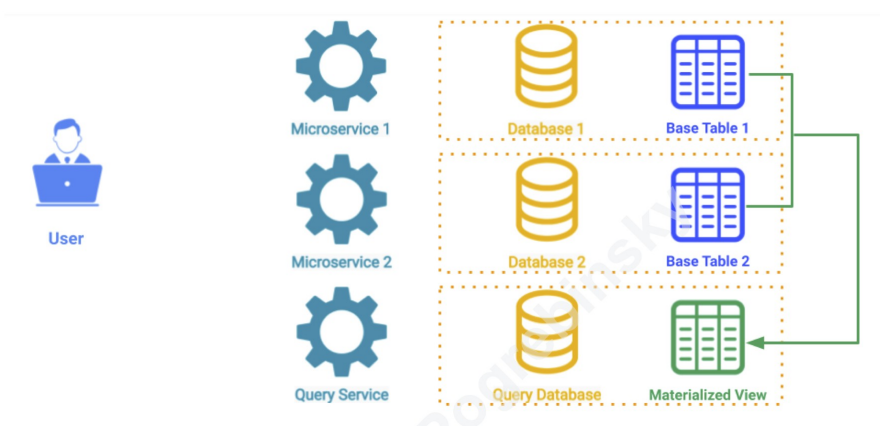 Microservice 1
Database 1
Base Table 1
User
Microservice 2
Database 2
Base Table 2
Query Service
Query Database
Materialized View